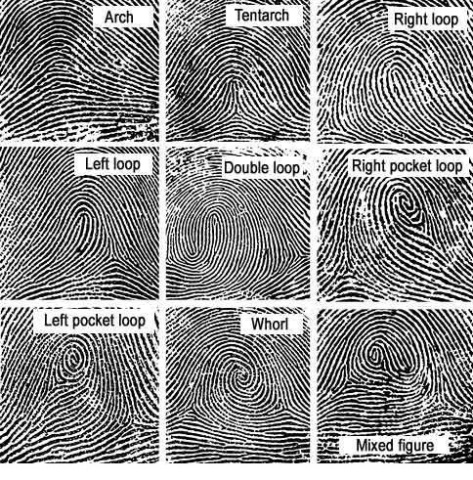 Arch
Tentarch
Right loop
Left loop
Double loop
Right pocket loop
Left pocket loop
Whorl
Mixed figure